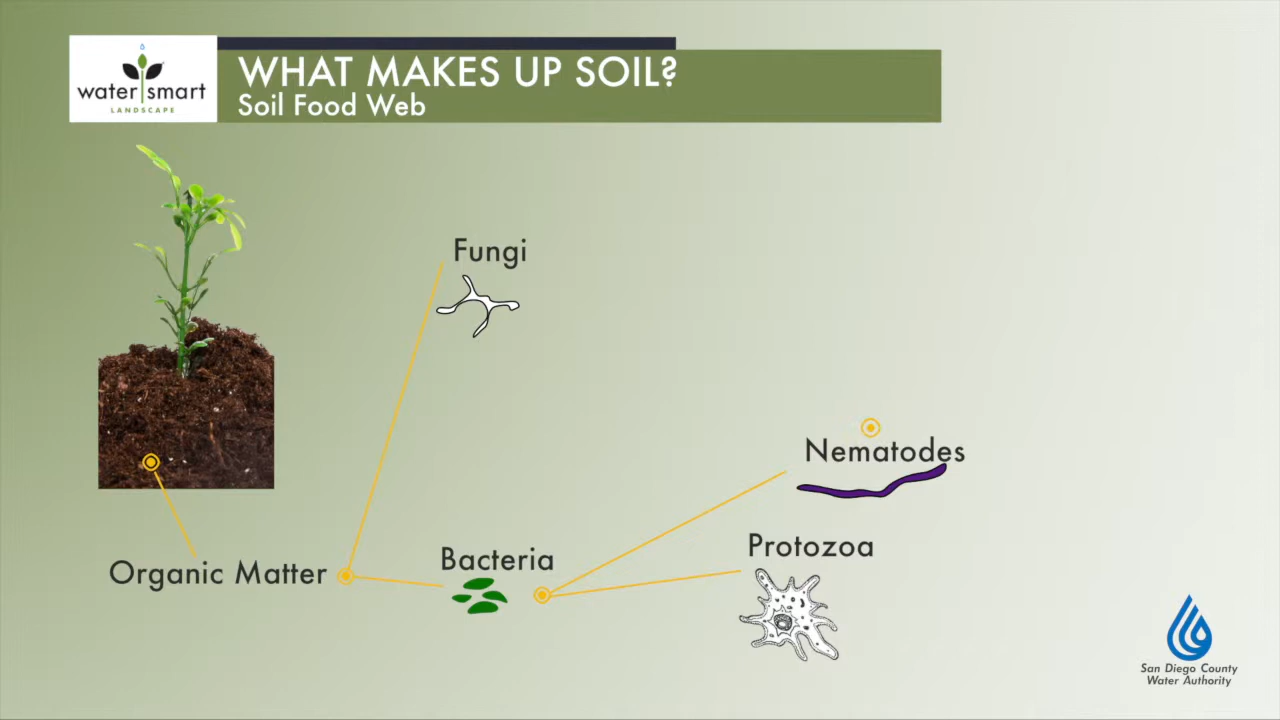 water smart
LANDSCAPE
WHAT MAKES UP SOIL?
Soil Food Web
Fungi
Nematodes
Protozoa
Bacteria
Organic Matter
San Diego County
Water Authority